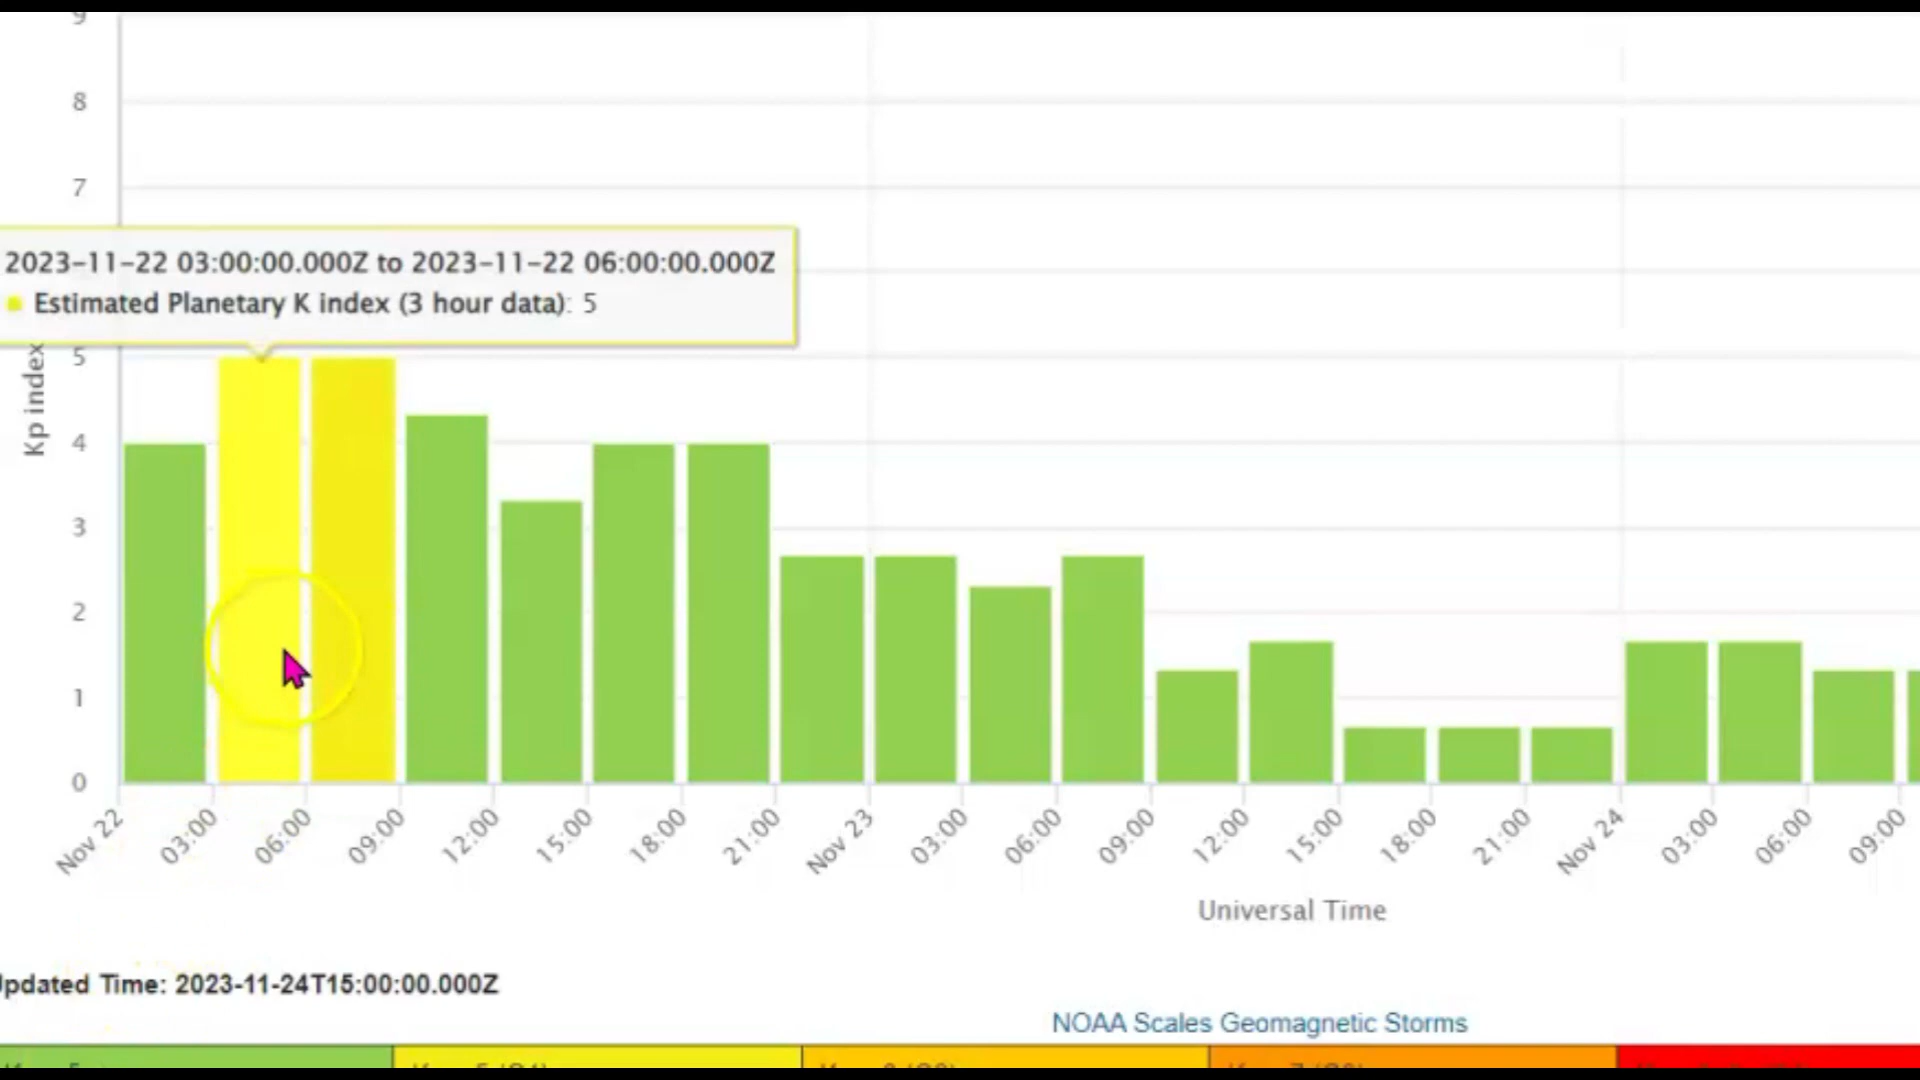 9
8
7
2023-11-22 03:00:00.000Z to 2023-11-22 06:00:00.000Z
Estimated Planetary K index (3 hour data): 5
5
Kp index
4
3
2
1
0
Nov 22 03:00 06:00 09:00 12:00 15:00 18:00 21:00 Nov 23 03:00 06:00 09:00 12:00 15:00 18:00 21:00 Nov 24 03:00 06:00 09:00
Universal Time
Updated Time: 2023-11-24T15:00:00.000Z
NOAA Scales Geomagnetic Storms